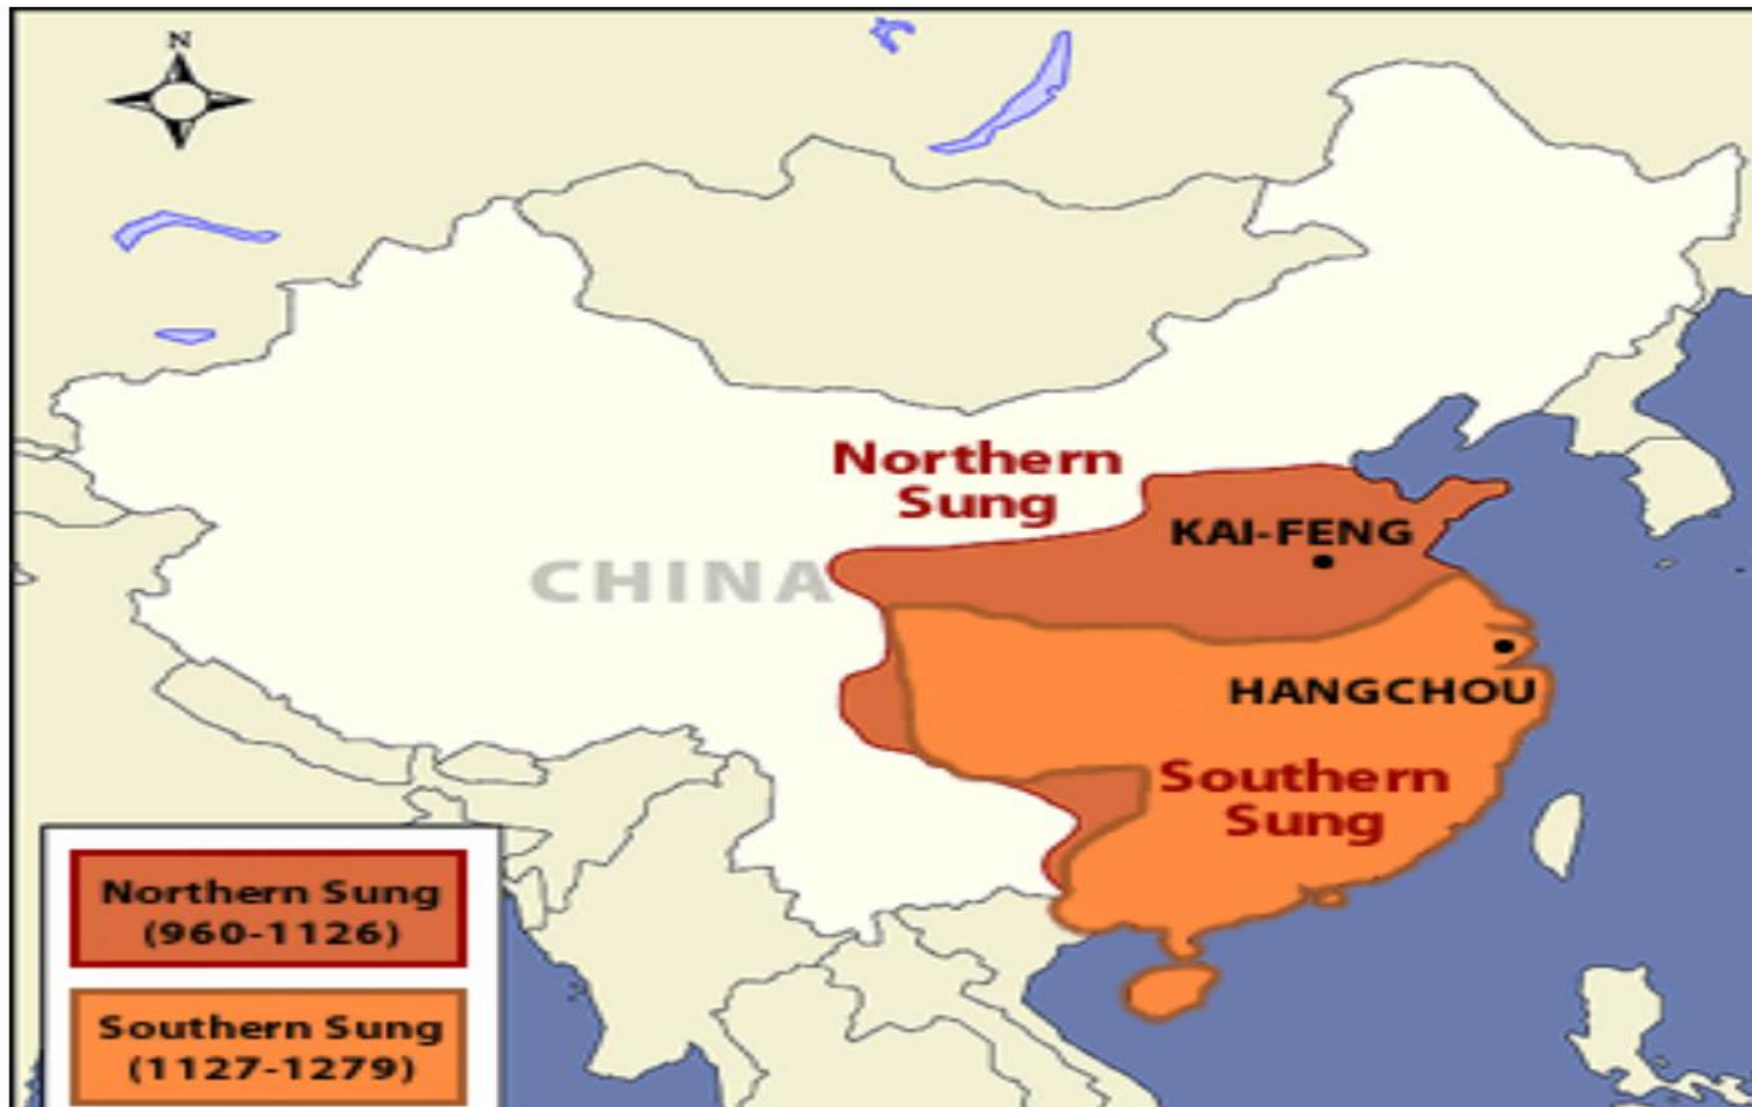 N
Northern
Sung
KAI-FENG
CHINA
HANGCHOU
Southern
Sung
Northern Sung
(960-1126)
Southern Sung
(1127-1279)